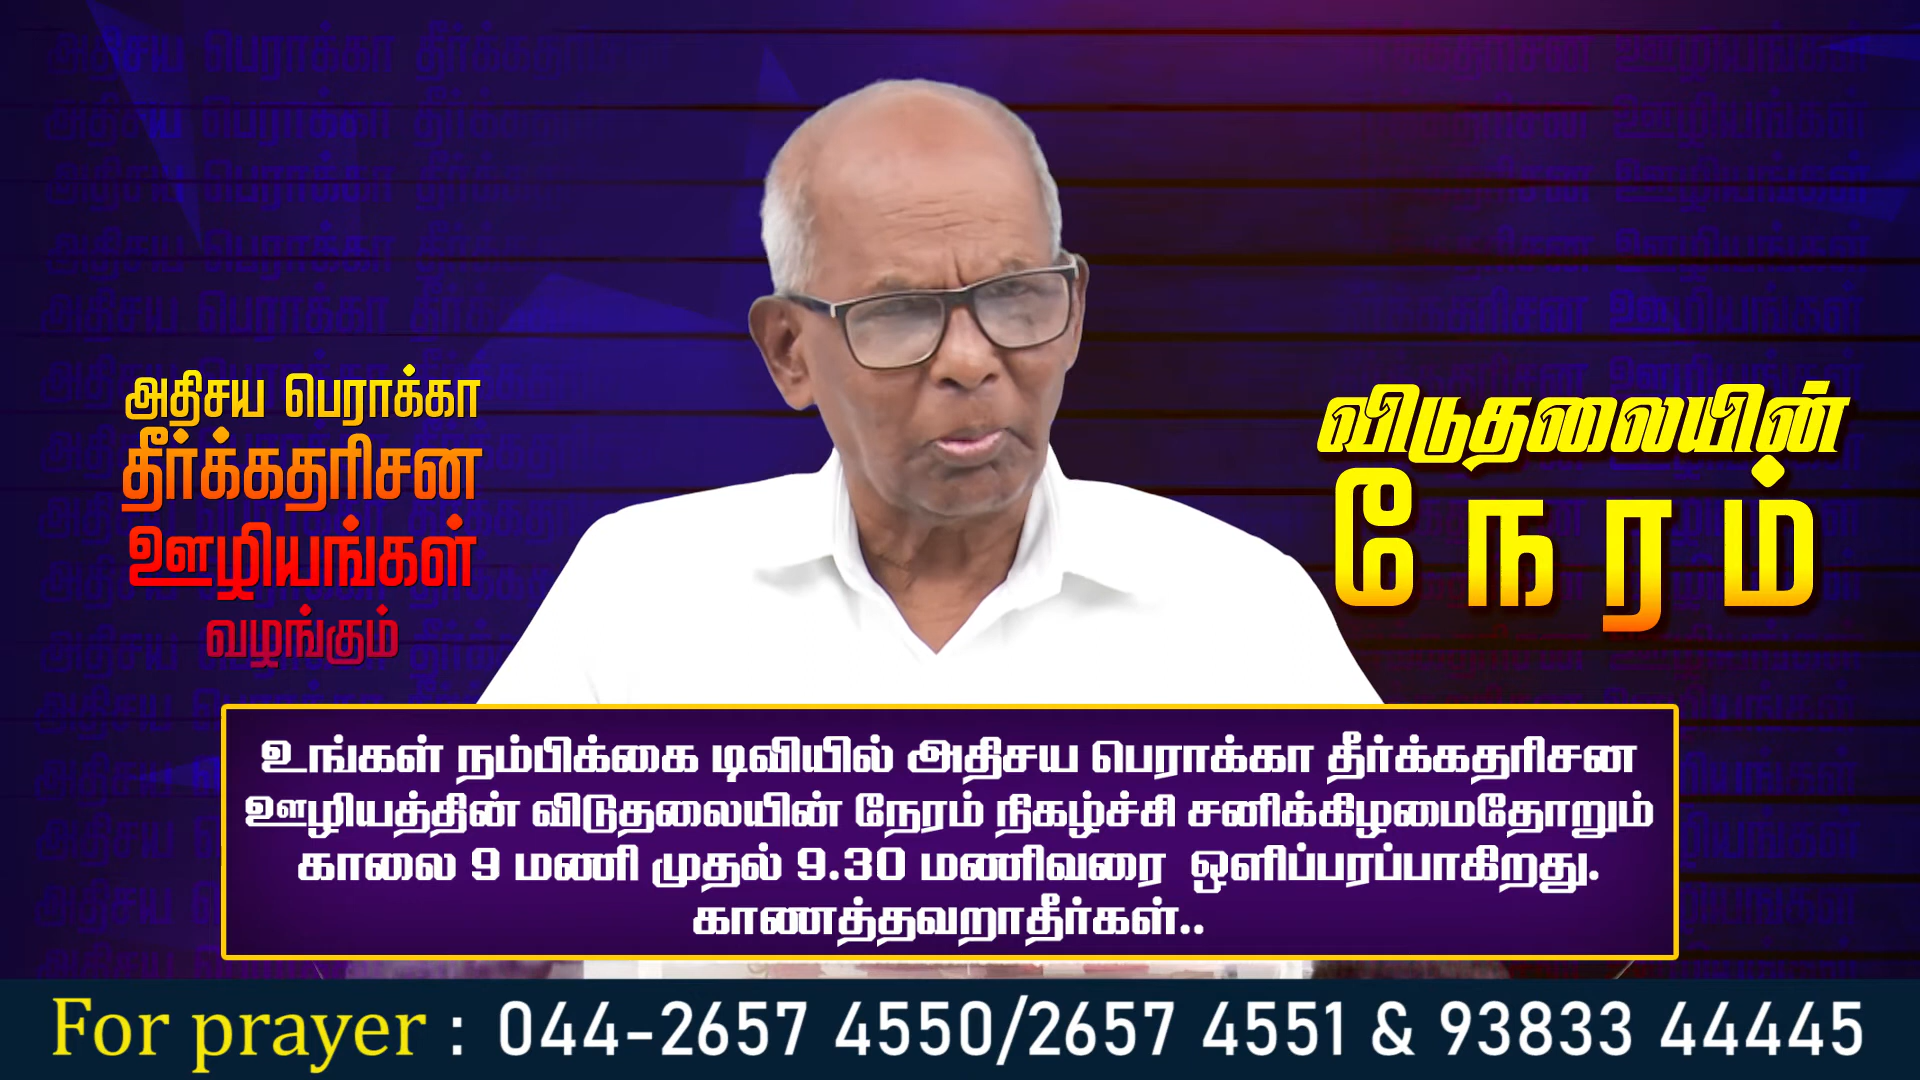 அதிசய பெராக்கா
தீர்க்கதரிசன
ஊழியங்கள்
வழங்கும்
விடுதலையின்
நேரம்
உங்கள் நம்பிக்கை டிவியில் அதிசய பெராக்கா தீர்க்கதரிசன
ஊழியத்தின் விடுதலையின் நேரம் நிகழ்ச்சி சனிக்கிழமைதோறும்
காலை 9 மணி முதல் 9.30 மணிவரை ஒளிப்பரப்பாகிறது.
காணத்தவறாதீர்கள்..
For prayer : 044-2657 4550/2657 4551 & 93833 44445